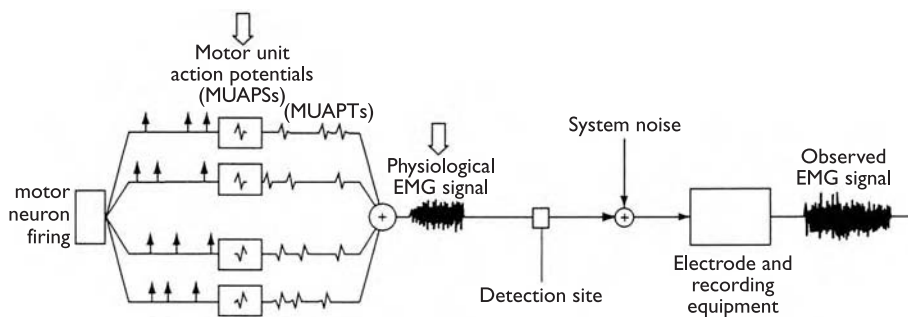 Motor unit
action potentials
(MUAPSs)
(MUAPTs)
motor
neuron
firing
+
Physiological
EMG signal
Detection site
System noise
+
Electrode and
recording
equipment
Observed
EMG signal